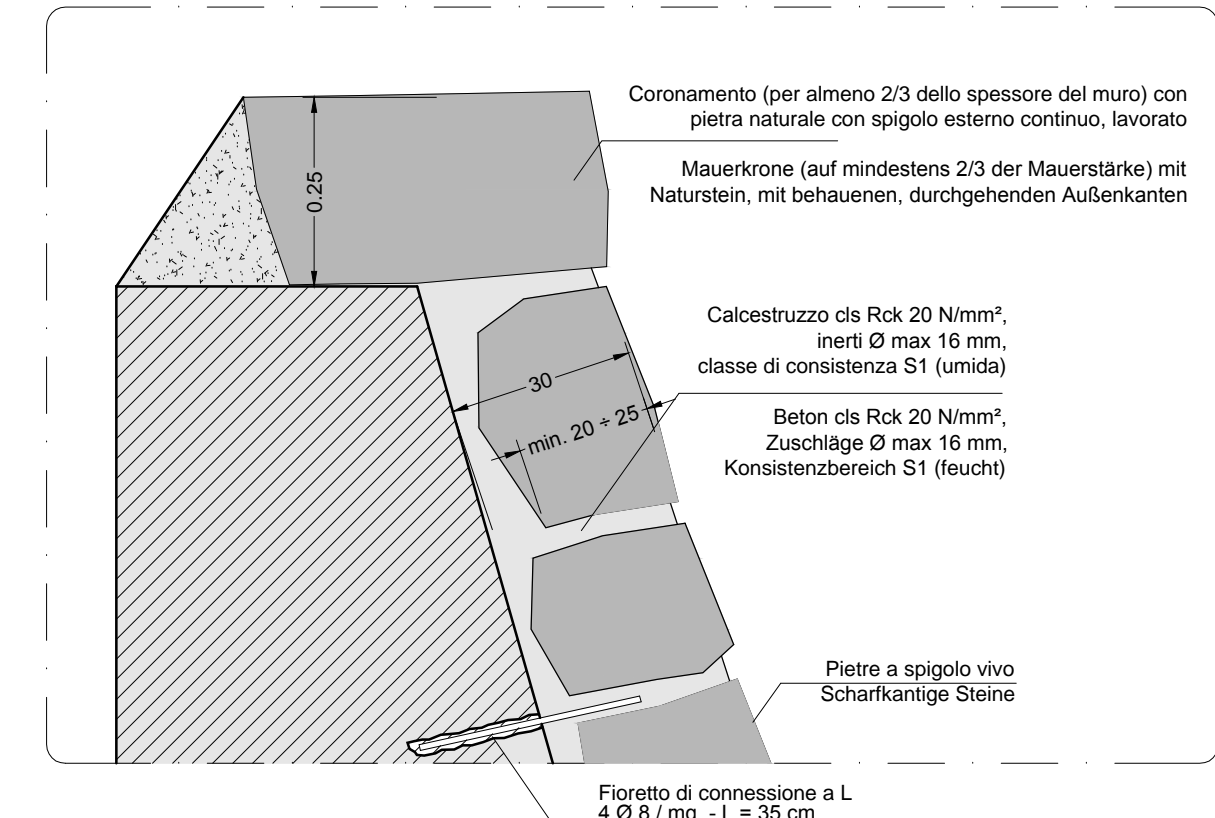 Coronamento (per almeno 2/3 dello spessore del muro) con
pietra naturale con spigolo esterno continuo, lavorato
Mauerkrone (auf mindestens 2/3 der Mauerstärke) mit
Naturstein, mit behauenen, durchgehenden Außenkanten
0.25
Calcestruzzo cls Rck 20 N/mm²,
inerti Ø max 16 mm,
classe di consistenza S1 (umida)
30
min. 20 ÷ 25
Beton cls Rck 20 N/mm²,
Zuschläge Ø max 16 mm,
Konsistenzbereich S1 (feucht)
Pietre a spigolo vivo
Scharfkantige Steine
Fioretto di connessione a L
4 Ø 8 / mq. - L = 35 cm